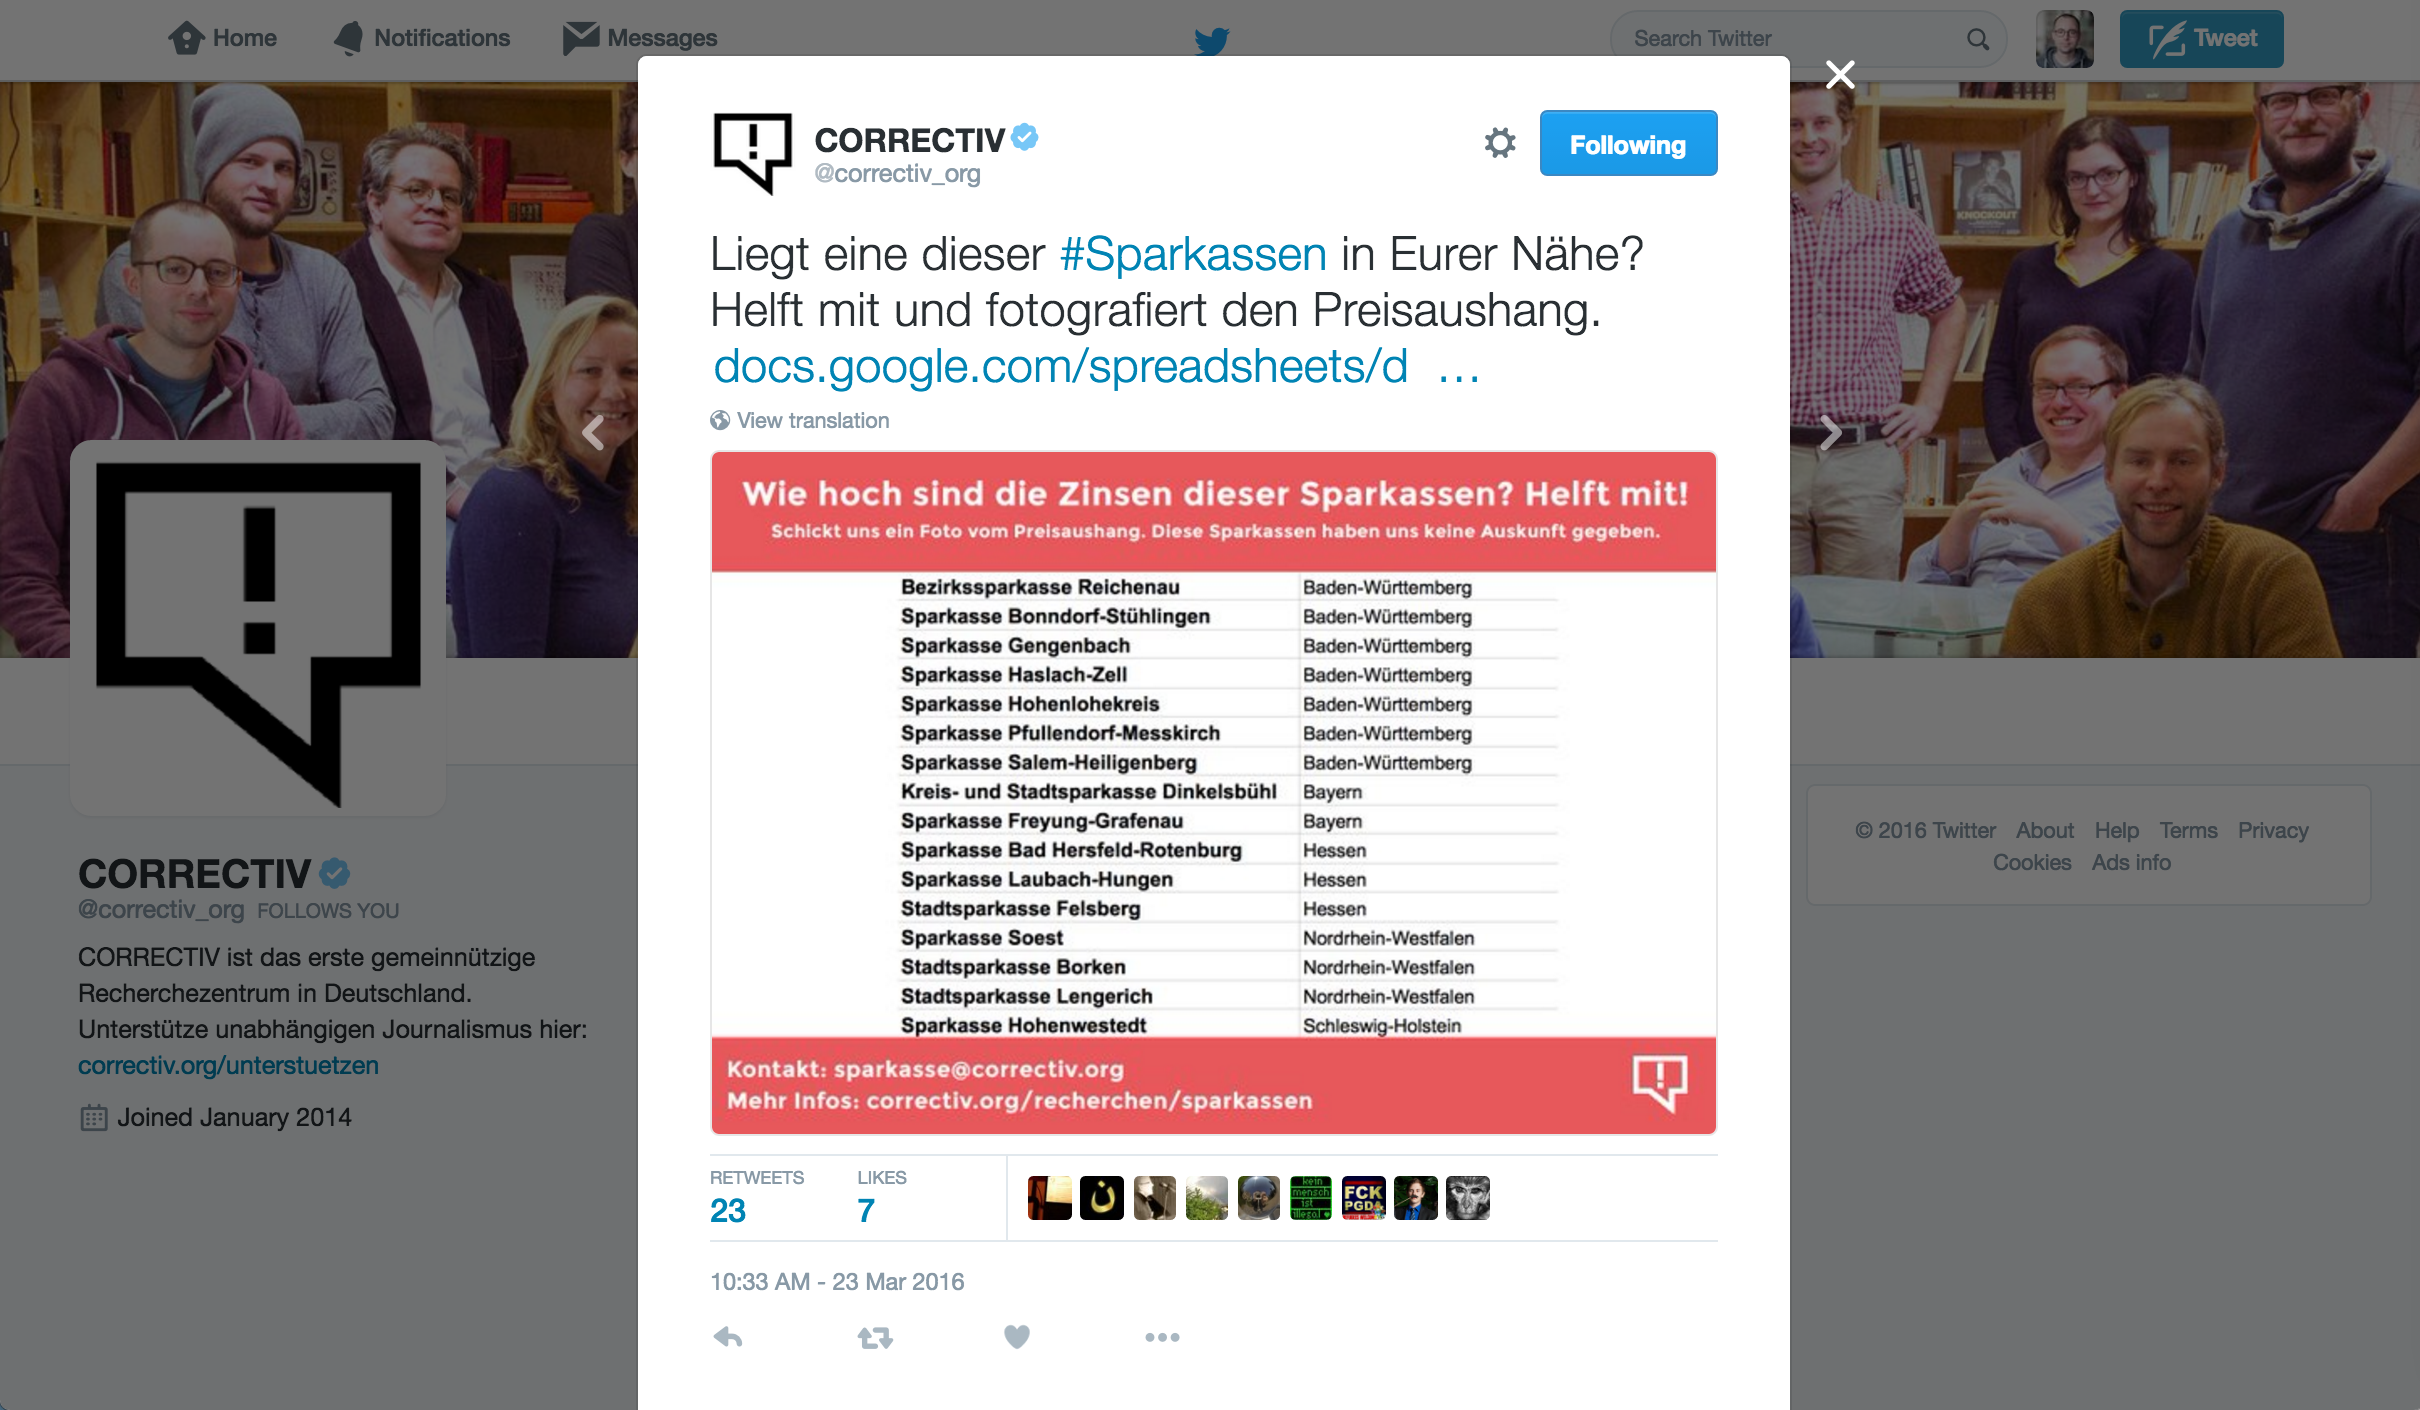 Home Notifications Messages Search Twitter Tweet
CORRECTIV
@correctiv_org
Following
Liegt eine dieser #Sparkassen in Eurer Nähe?
Helft mit und fotografiert den Preisaushang.
docs.google.com/spreadsheets/d …
View translation
Wie hoch sind die Zinsen dieser Sparkassen? Helft mit!
Schickt uns ein Foto vom Preisaushang. Diese Sparkassen haben uns keine Auskunft gegeben.
Bezirkssparkasse Reichenau Baden-Württemberg
Sparkasse Bonndorf-Stühlingen Baden-Württemberg
Sparkasse Gengenbach Baden-Württemberg
Sparkasse Haslach-Zell Baden-Württemberg
Sparkasse Hohenlohekreis Baden-Württemberg
Sparkasse Pfullendorf-Messkirch Baden-Württemberg
Sparkasse Salem-Heiligenberg Baden-Württemberg
Kreis- und Stadtsparkasse Dinkelsbühl Bayern
Sparkasse Freyung-Grafenau Bayern
Sparkasse Bad Hersfeld-Rotenburg Hessen
Sparkasse Laubach-Hungen Hessen
Stadtsparkasse Felsberg Hessen
Sparkasse Soest Nordrhein-Westfalen
Stadtsparkasse Borken Nordrhein-Westfalen
Stadtsparkasse Lengerich Nordrhein-Westfalen
Sparkasse Hohenwestedt Schleswig-Holstein
Kontakt: sparkasse@correctiv.org
Mehr Infos: correctiv.org/recherchen/sparkassen
RETWEETS LIKES
23 7
kein
mensch
ist
illegal
FCK
PGDA
10:33 AM - 23 Mar 2016
CORRECTIV
@correctiv_org FOLLOWS YOU
CORRECTIV ist das erste gemeinnützige
Recherchezentrum in Deutschland.
Unterstütze unabhängigen Journalismus hier:
correctiv.org/unterstuetzen
Joined January 2014
KNOCKOUT
© 2016 Twitter About Help Terms Privacy
Cookies Ads info